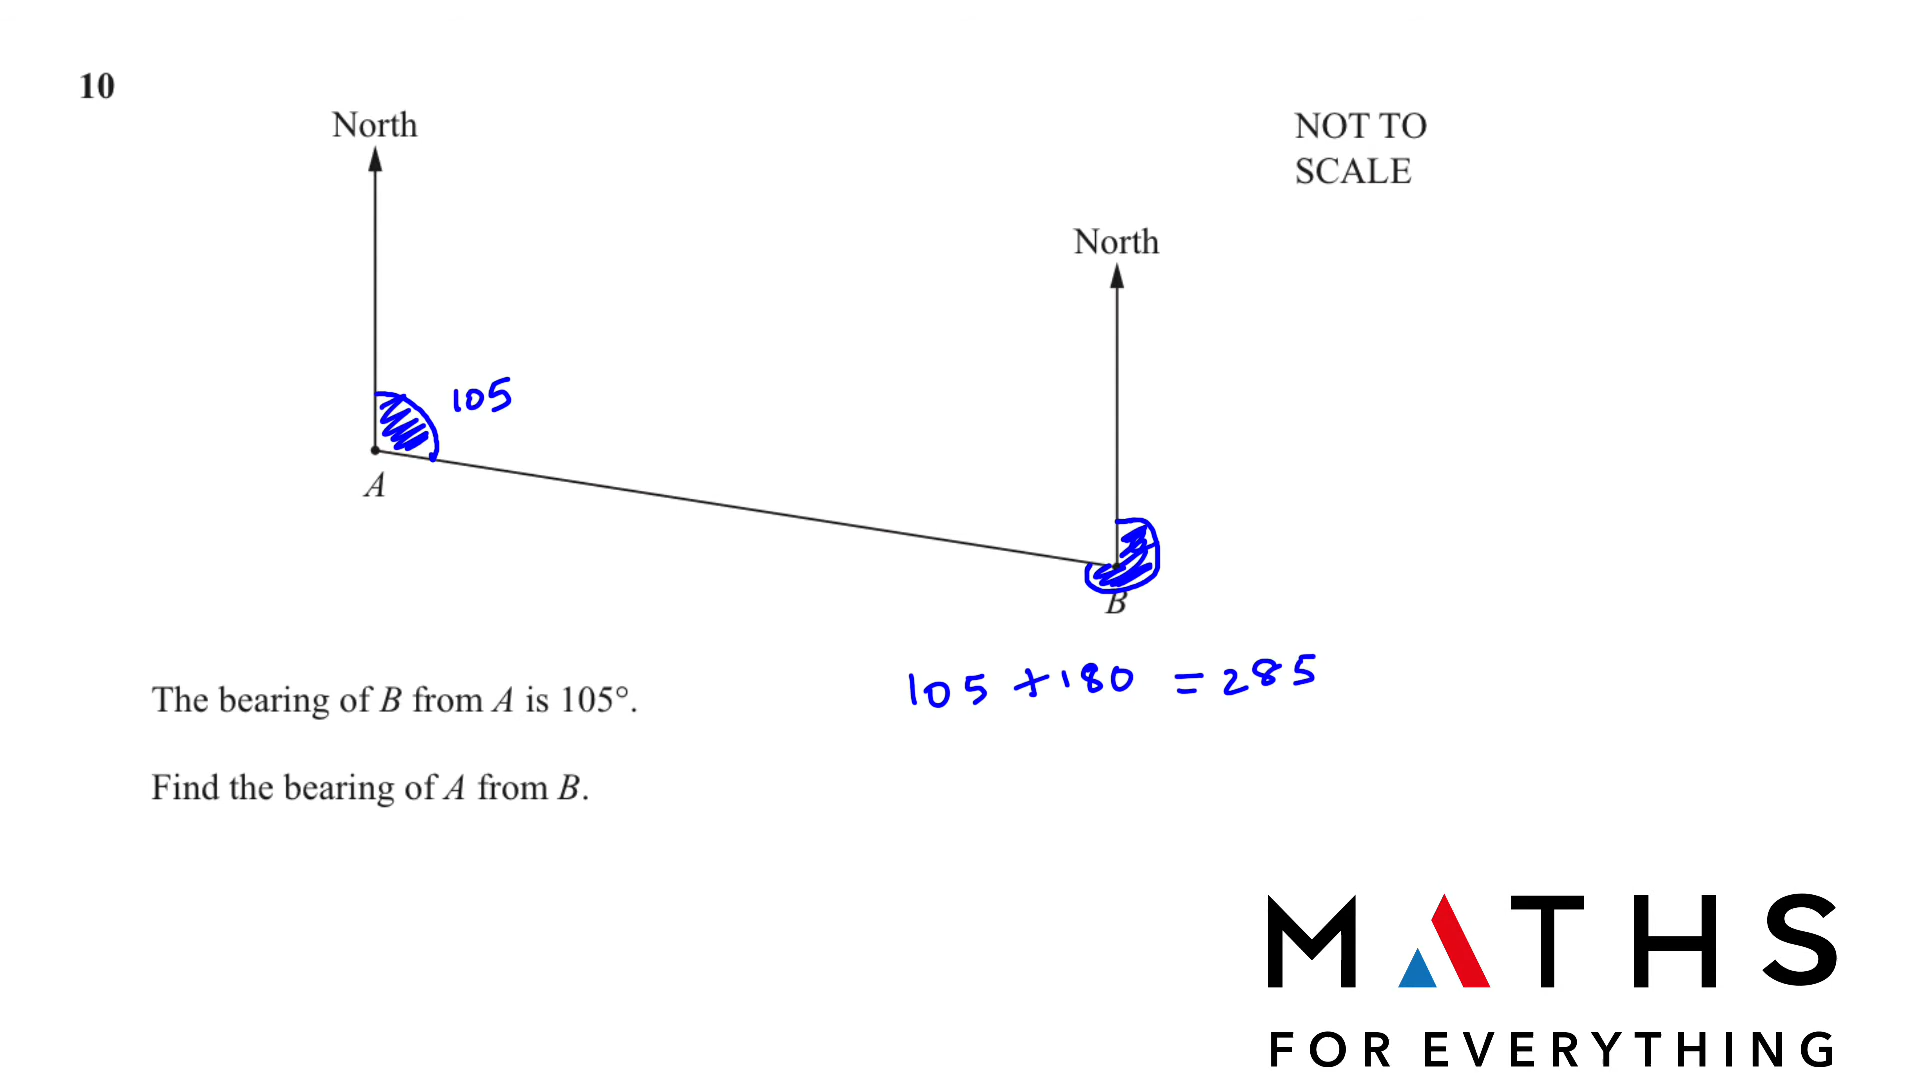 10
North
NOT TO
SCALE
North
105
A
B
105 + 180 = 285
The bearing of B from A is 105°.
Find the bearing of A from B.
MATHS
FOR EVERYTHING